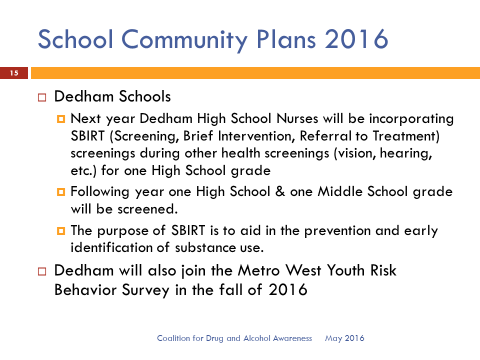 School Community Plans 2016
15
Dedham Schools
Next year Dedham High School Nurses will be incorporating
SBIRT (Screening, Brief Intervention, Referral to Treatment)
screenings during other health screenings (vision, hearing,
etc.) for one High School grade
Following year one High School & one Middle School grade
will be screened.
The purpose of SBIRT is to aid in the prevention and early
identification of substance use.
Dedham will also join the Metro West Youth Risk
Behavior Survey in the fall of 2016
Coalition for Drug and Alcohol Awareness May 2016